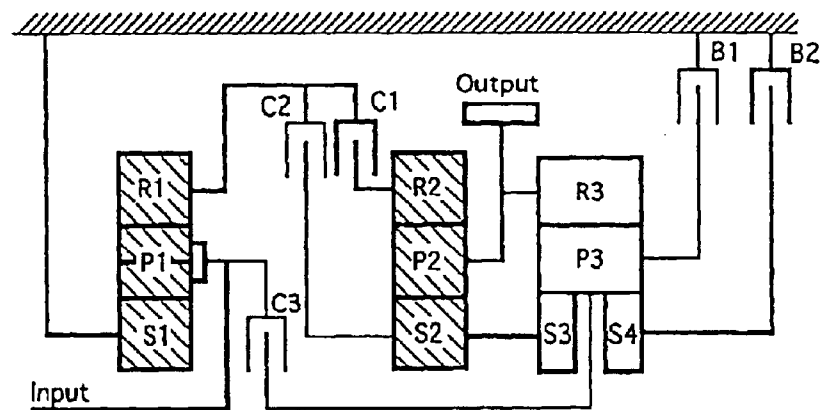 B1
B2
Output
C2
C1
R1
R2
R3
P1
P2
P3
C3
S1
S2
S3
S4
Input